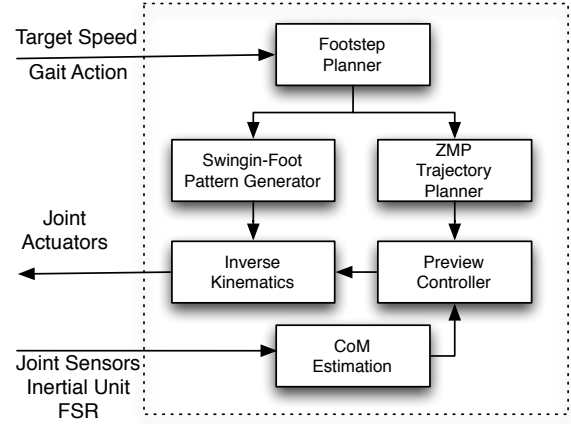 Target Speed
Gait Action
Footstep
Planner
Swingin-Foot
Pattern Generator
ZMP
Trajectory
Planner
Joint
Actuators
Inverse
Kinematics
Preview
Controller
Joint Sensors
Inertial Unit
FSR
CoM
Estimation